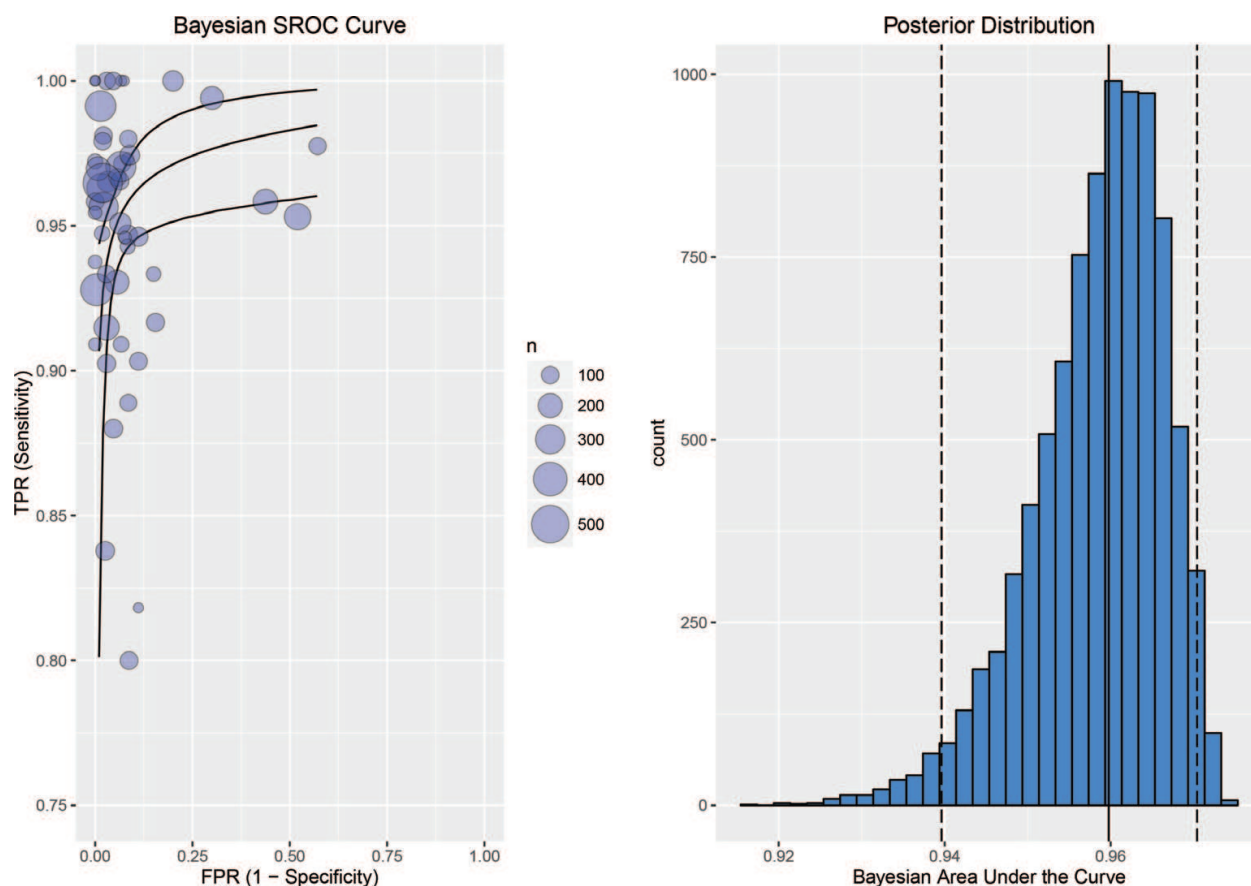 Bayesian SROC Curve
1.00
0.95
0.90
0.85
0.80
0.75
TPR (Sensitivity)
0.00 0.25 0.50 0.75 1.00
FPR (1 − Specificity)
n
100
200
300
400
500
Posterior Distribution
1000
750
500
250
0
count
0.92 0.94 0.96
Bayesian Area Under the Curve